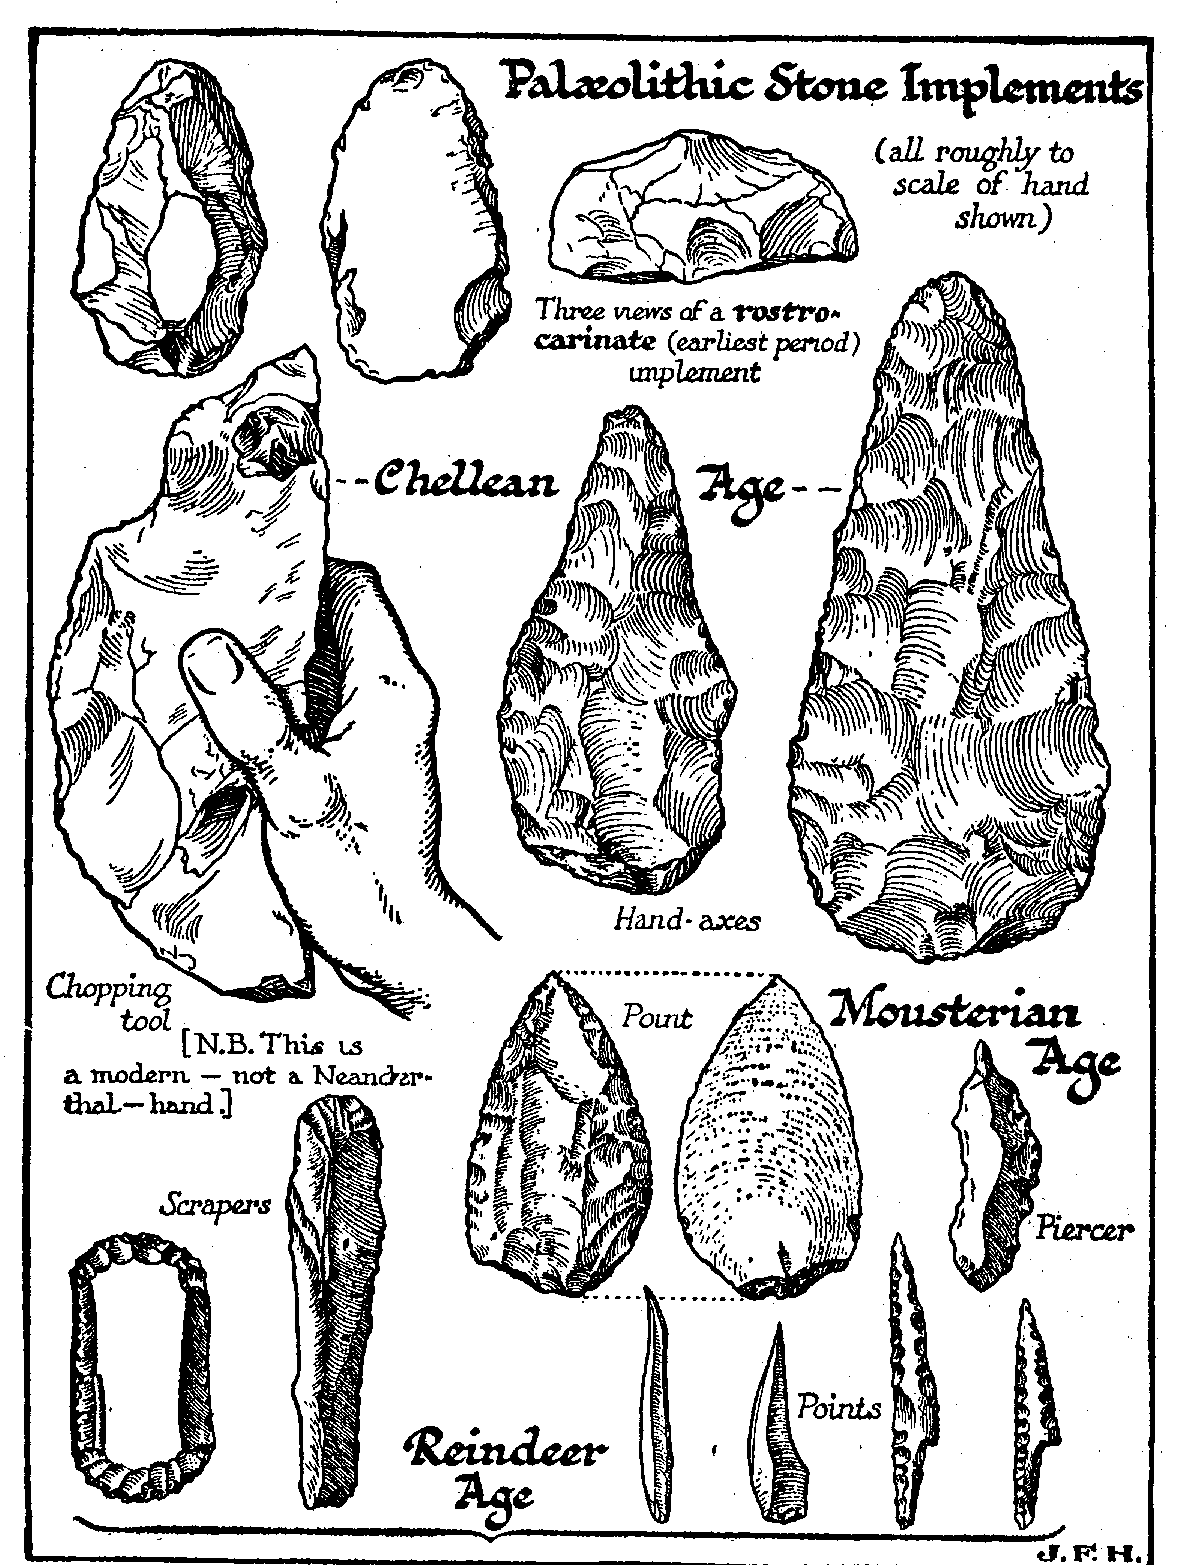 Palæolithic Stone Implements
(all roughly to
scale of hand
shown)
Three views of a rostro-
carinate (earliest period)
implement
Chellean Age
Hand-axes
Chopping
tool
[N.B. This is
a modern — not a Neander-
thal — hand.]
Point
Mousterian
Age
Piercer
Scrapers
Points
Reindeer
Age
J. F. H.